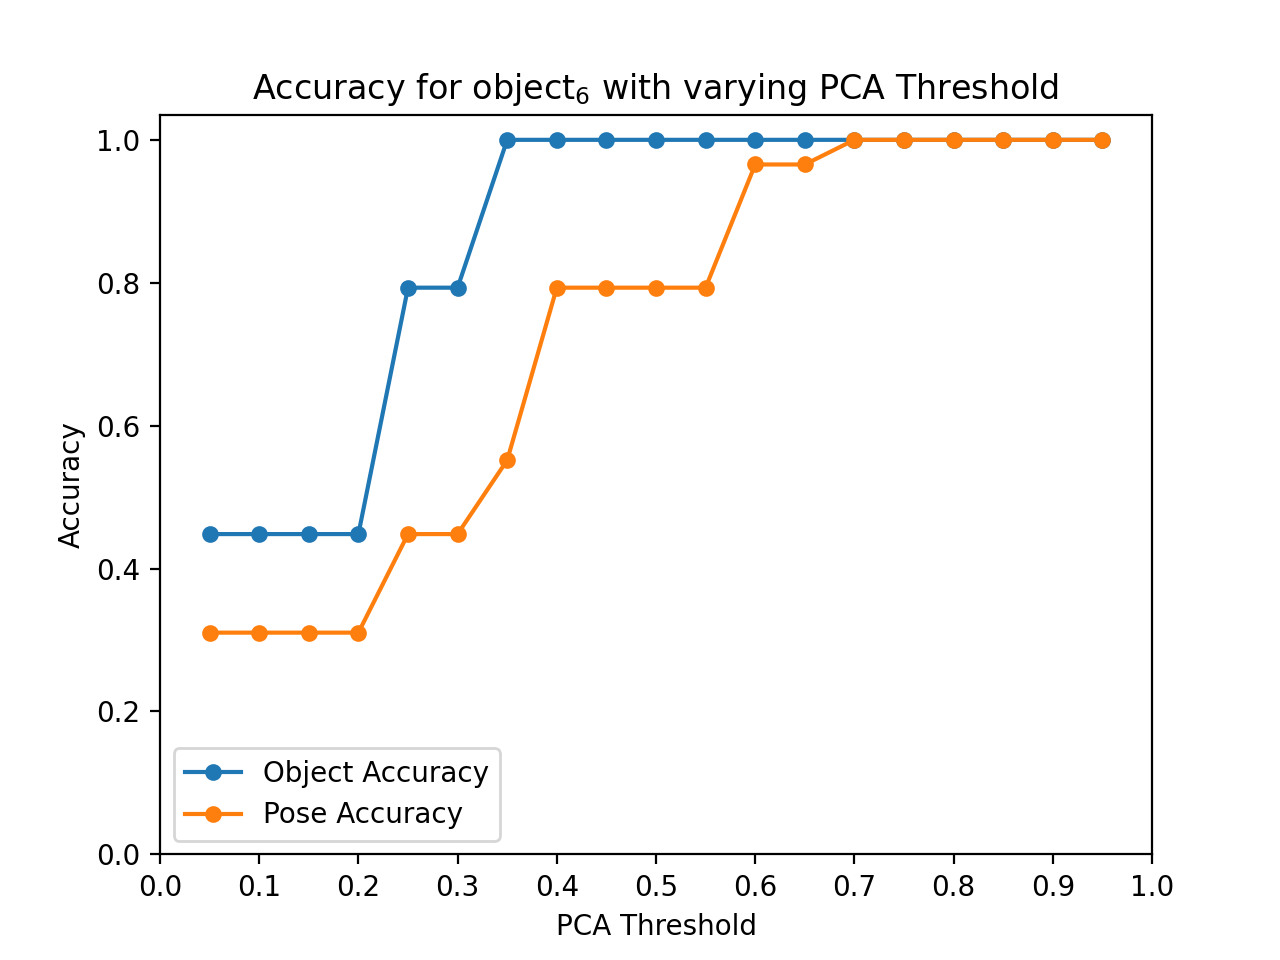 Accuracy for object₆ with varying PCA Threshold
1.0
0.8
0.6
0.4
0.2
0.0
Accuracy
Object Accuracy
Pose Accuracy
0.0 0.1 0.2 0.3 0.4 0.5 0.6 0.7 0.8 0.9 1.0
PCA Threshold